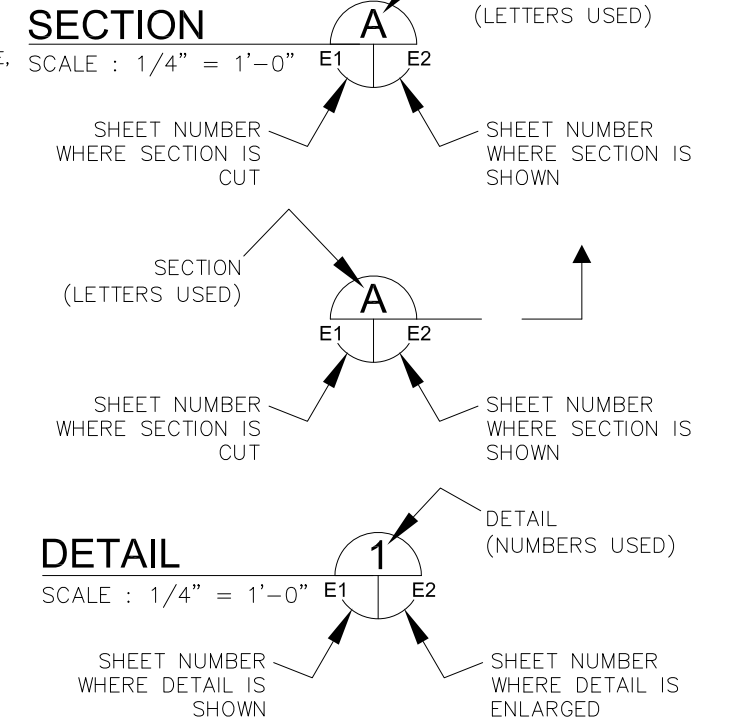 SECTION
A
(LETTERS USED)
E, SCALE : 1/4" = 1'-0"
E1 E2
SHEET NUMBER
WHERE SECTION IS
CUT
SHEET NUMBER
WHERE SECTION IS
SHOWN
SECTION
(LETTERS USED)
A
E1 E2
SHEET NUMBER
WHERE SECTION IS
CUT
SHEET NUMBER
WHERE SECTION IS
SHOWN
DETAIL
(NUMBERS USED)
DETAIL
1
SCALE : 1/4" = 1'-0"
E1 E2
SHEET NUMBER
WHERE DETAIL IS
SHOWN
SHEET NUMBER
WHERE DETAIL IS
ENLARGED